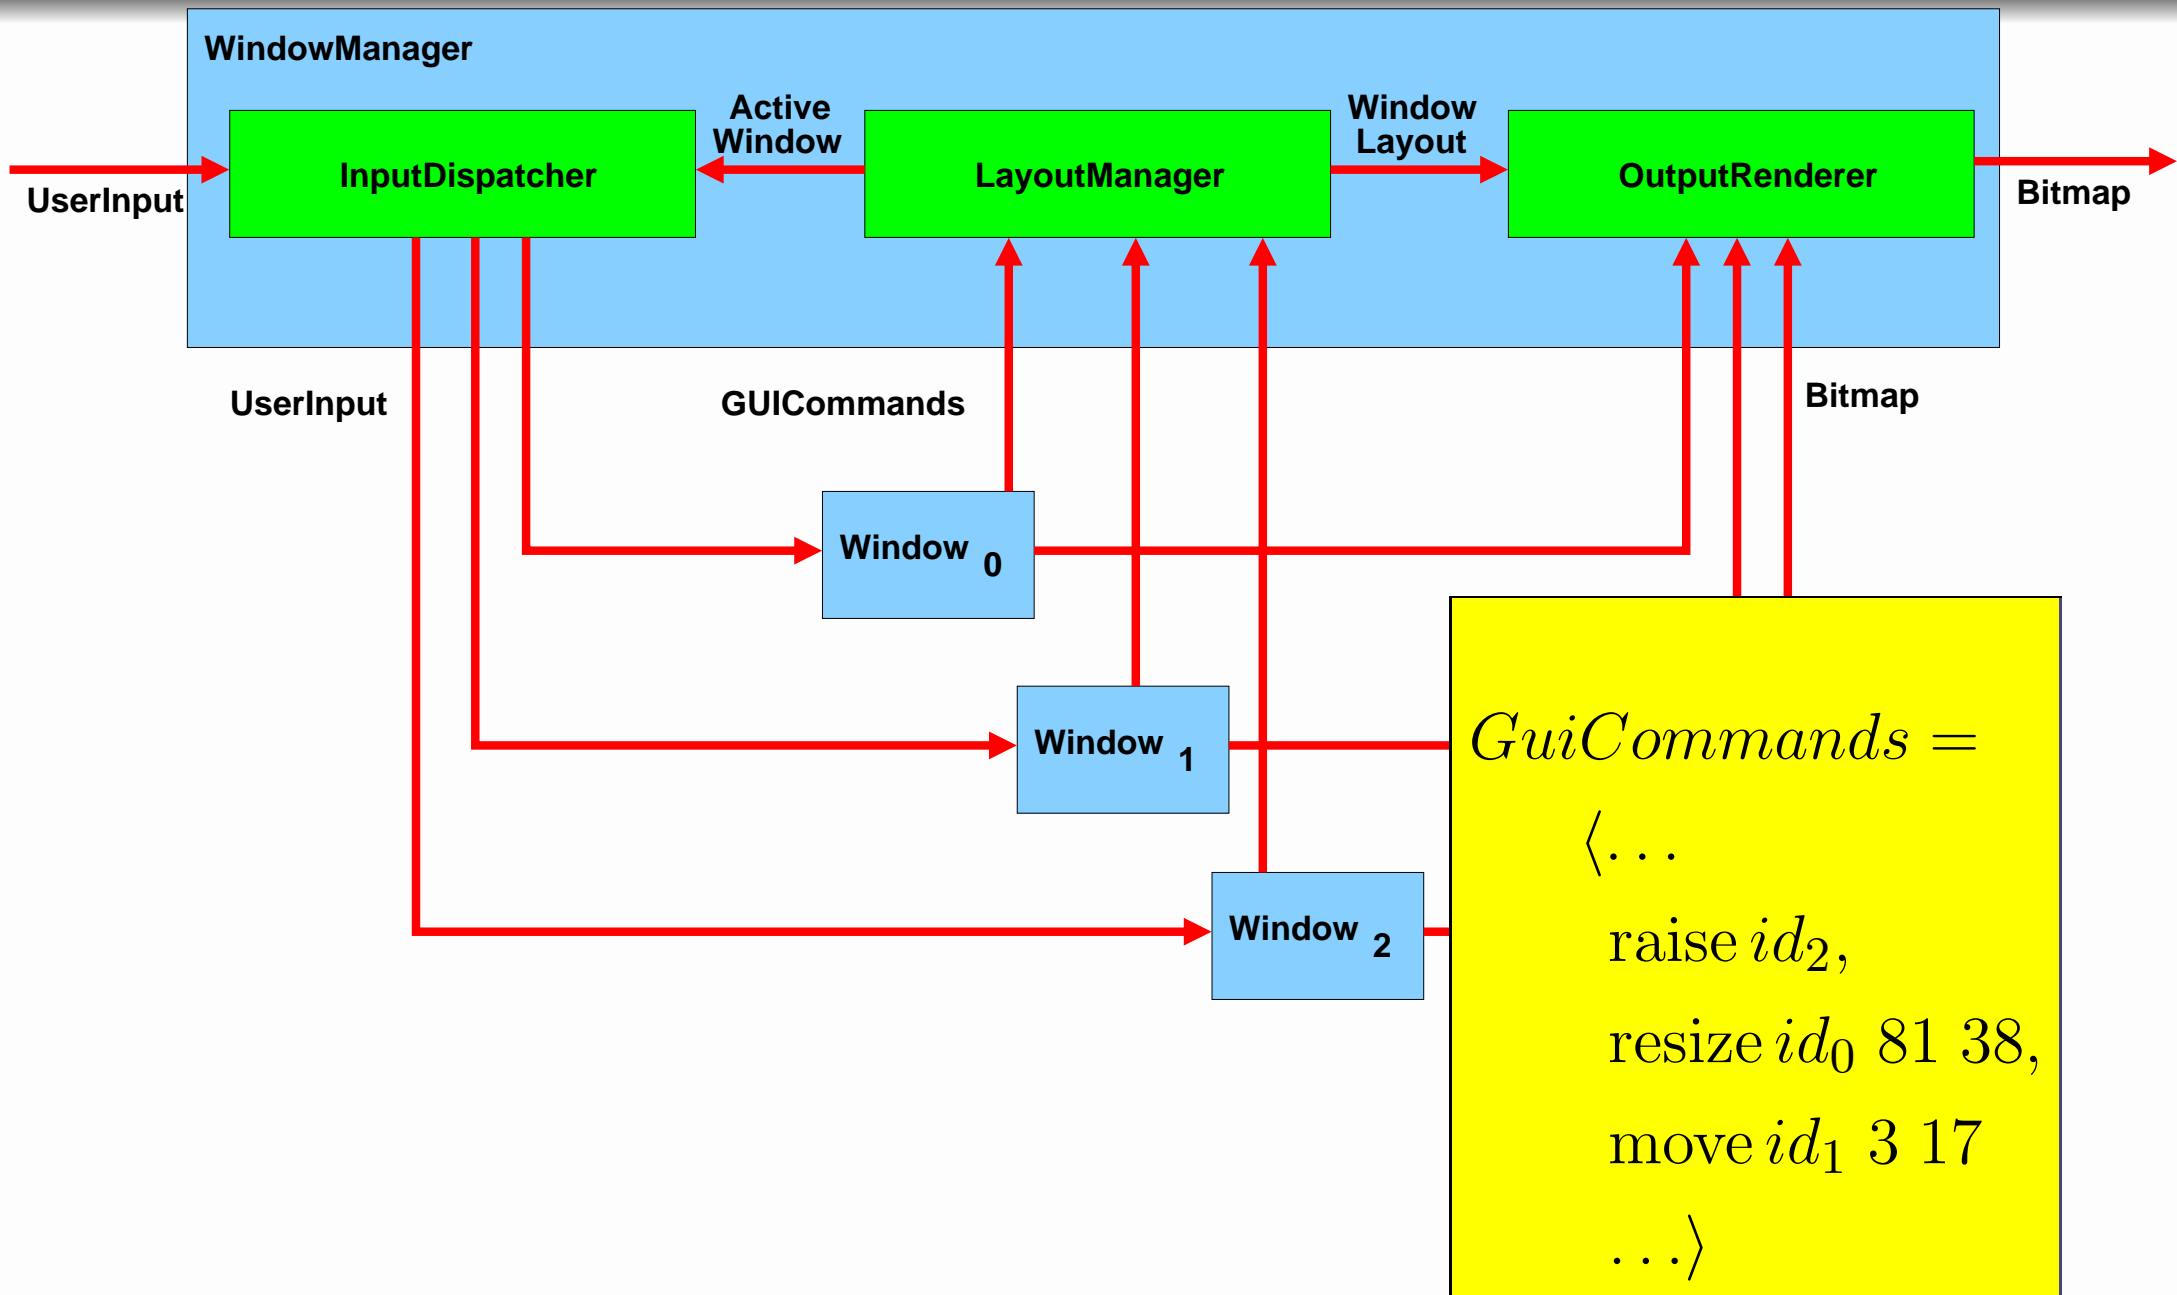 WindowManager
Active
Window
Window
Layout
InputDispatcher
LayoutManager
OutputRenderer
UserInput
Bitmap
UserInput
GUICommands
Bitmap
Window 0
Window 1
Window 2
GuiCommands =
⟨...
raise id₂,
resize id₀ 81 38,
move id₁ 3 17
...⟩